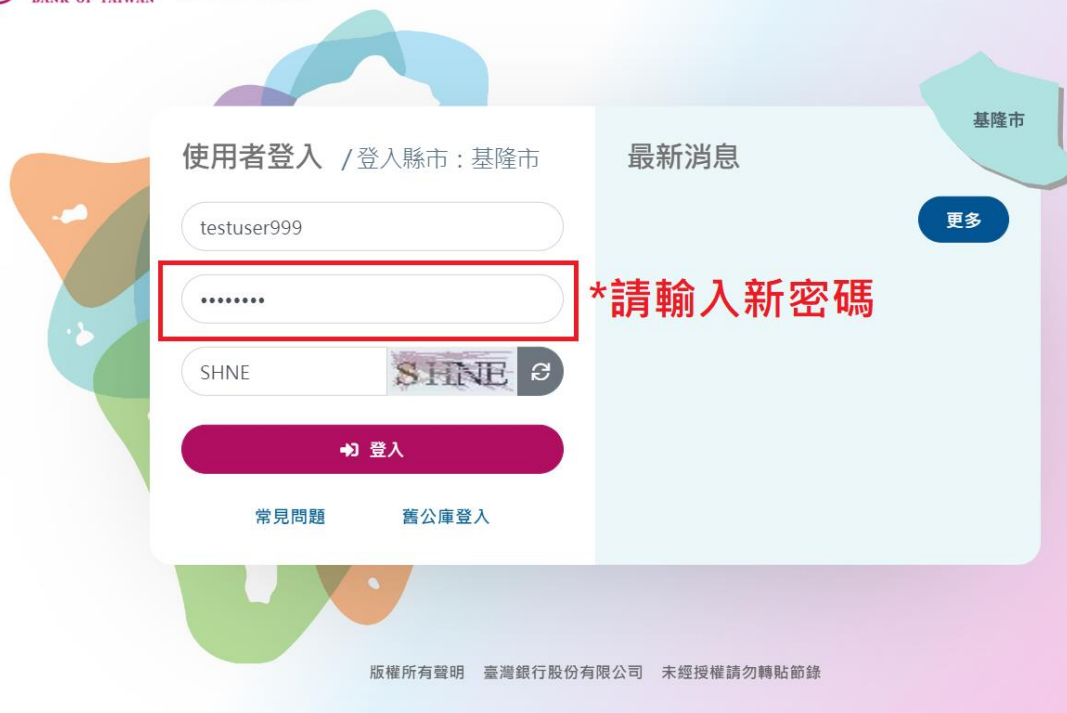 BANK OF TAIWAN
基隆市
使用者登入 /登入縣市：基隆市
最新消息
更多
testuser999
••••••••
*請輸入新密碼
SHNE
SHNE
登入
常見問題 舊公庫登入
版權所有聲明 臺灣銀行股份有限公司 未經授權請勿轉貼節錄